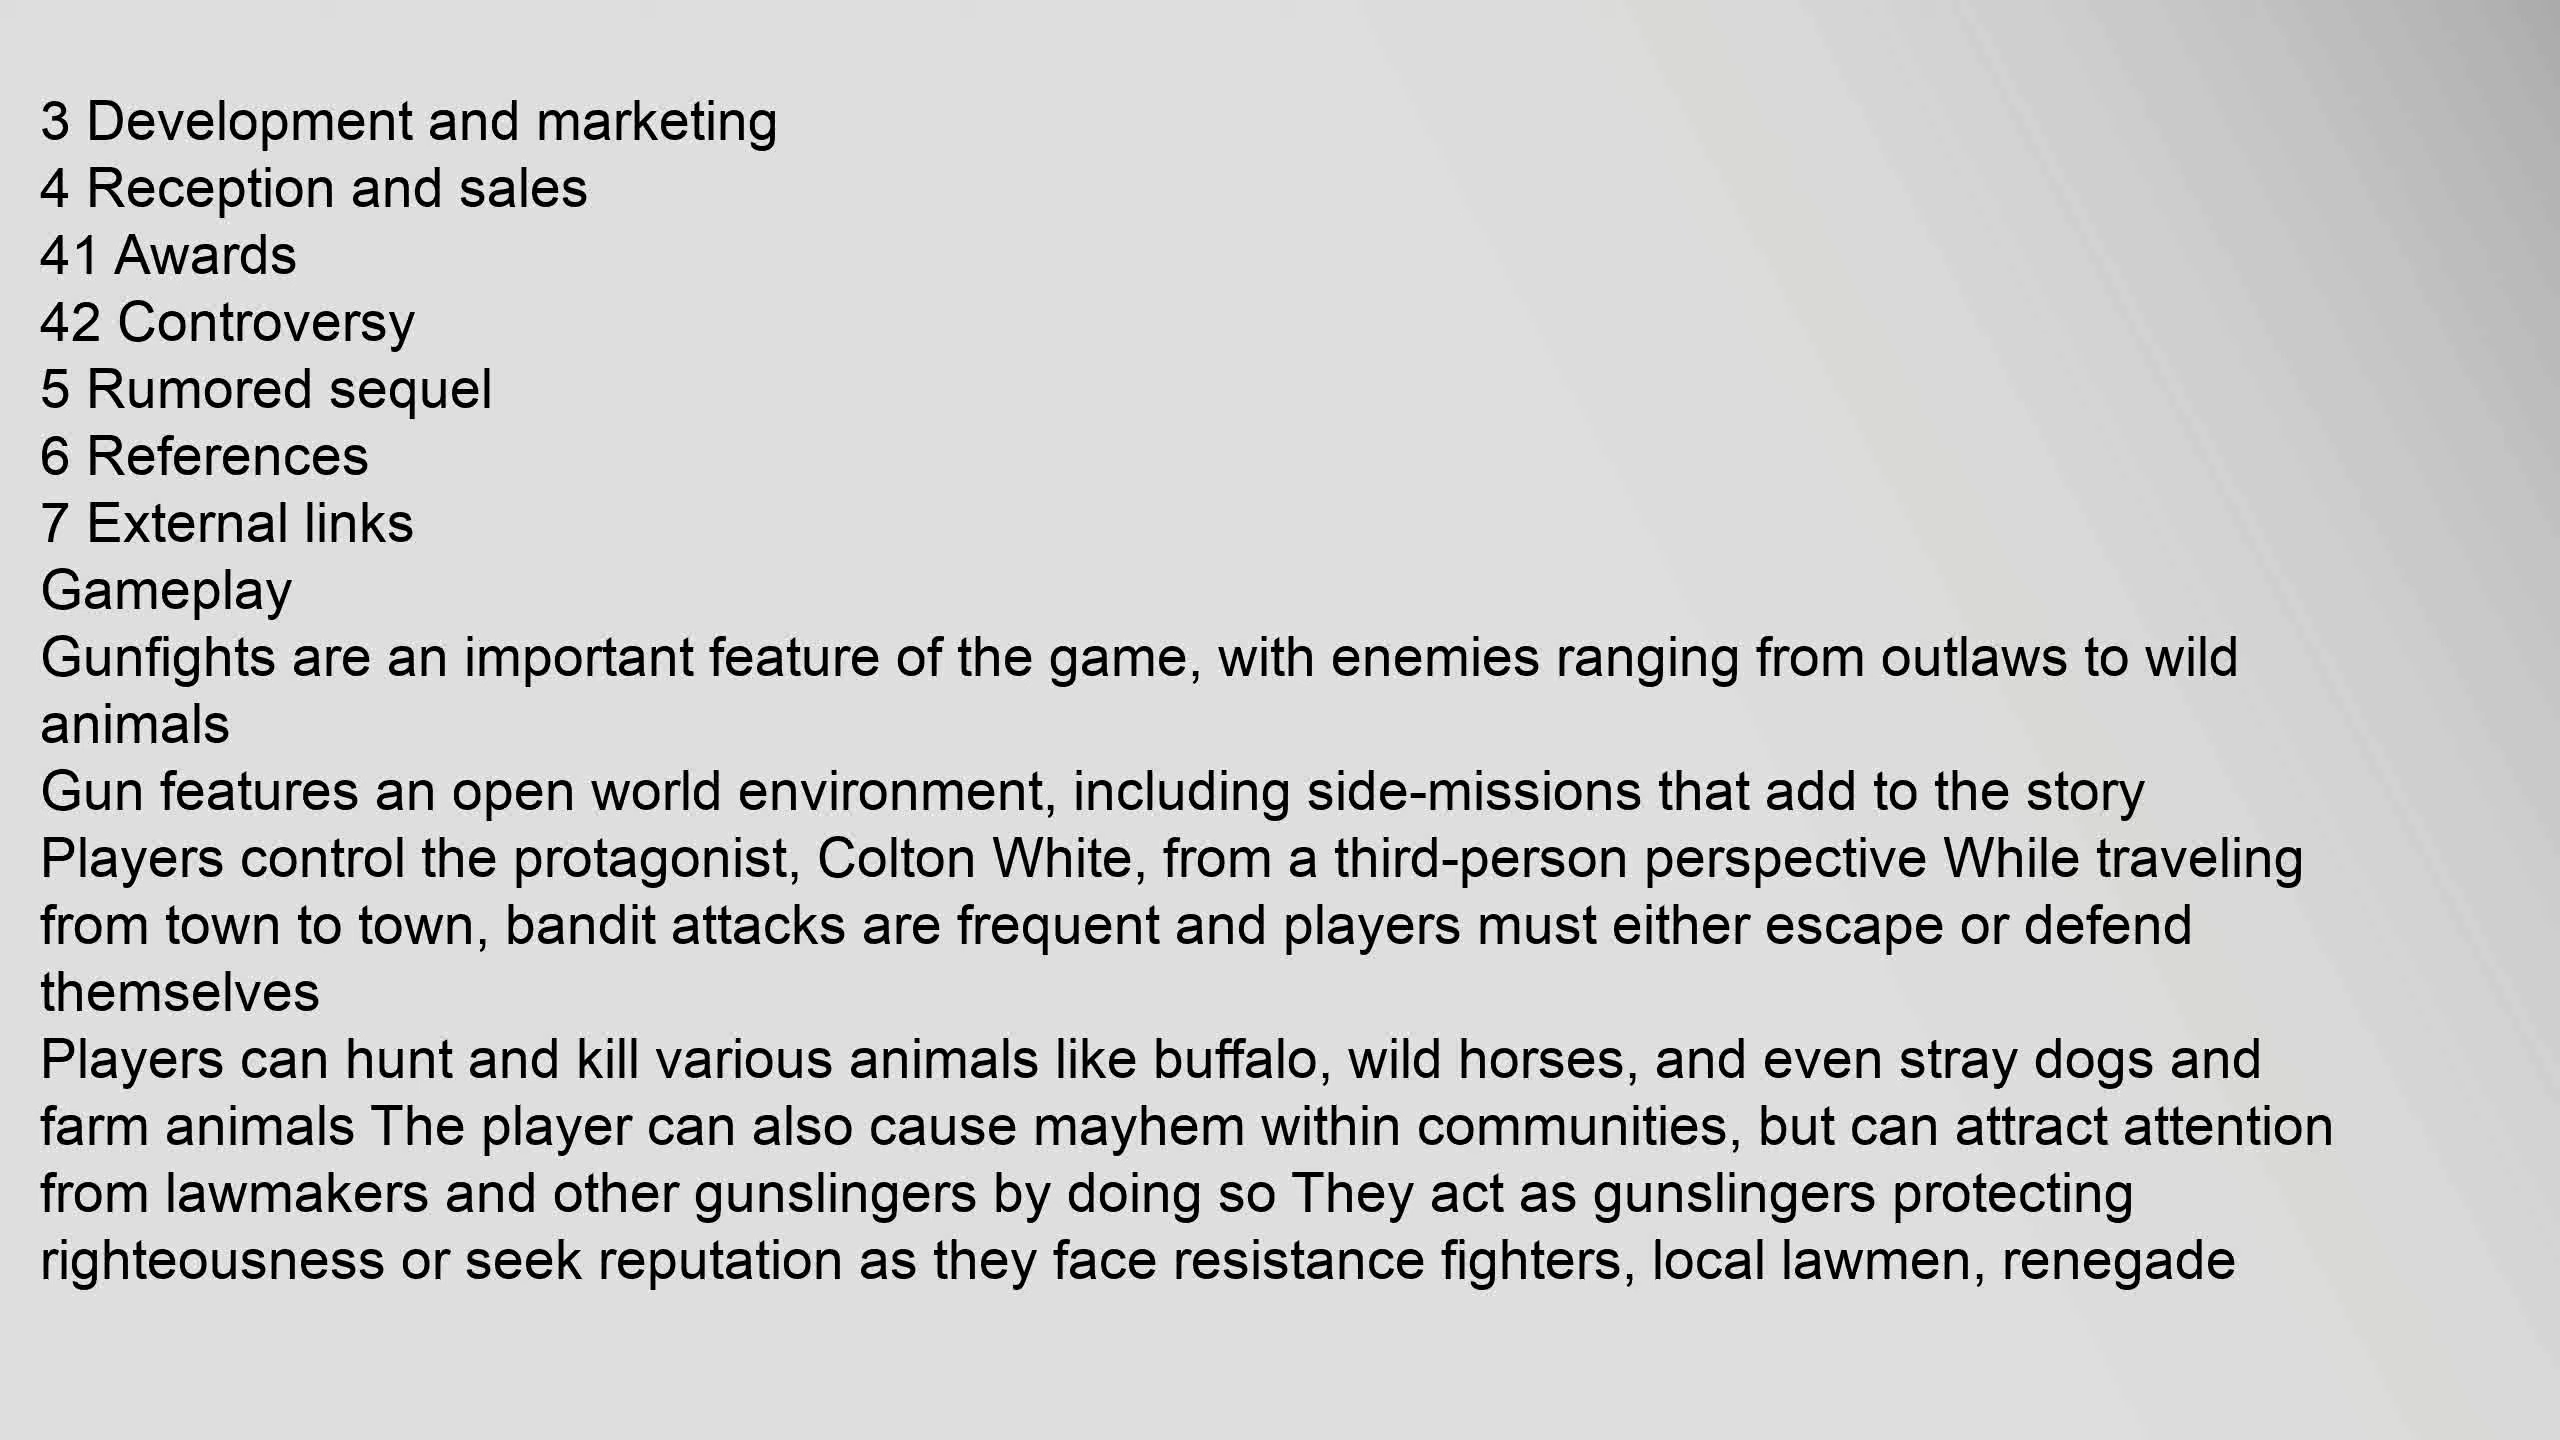 3 Development and marketing
4 Reception and sales
41 Awards
42 Controversy
5 Rumored sequel
6 References
7 External links
Gameplay
Gunfights are an important feature of the game, with enemies ranging from outlaws to wild
animals
Gun features an open world environment, including side-missions that add to the story
Players control the protagonist, Colton White, from a third-person perspective While traveling
from town to town, bandit attacks are frequent and players must either escape or defend
themselves
Players can hunt and kill various animals like buffalo, wild horses, and even stray dogs and
farm animals The player can also cause mayhem within communities, but can attract attention
from lawmakers and other gunslingers by doing so They act as gunslingers protecting
righteousness or seek reputation as they face resistance fighters, local lawmen, renegade